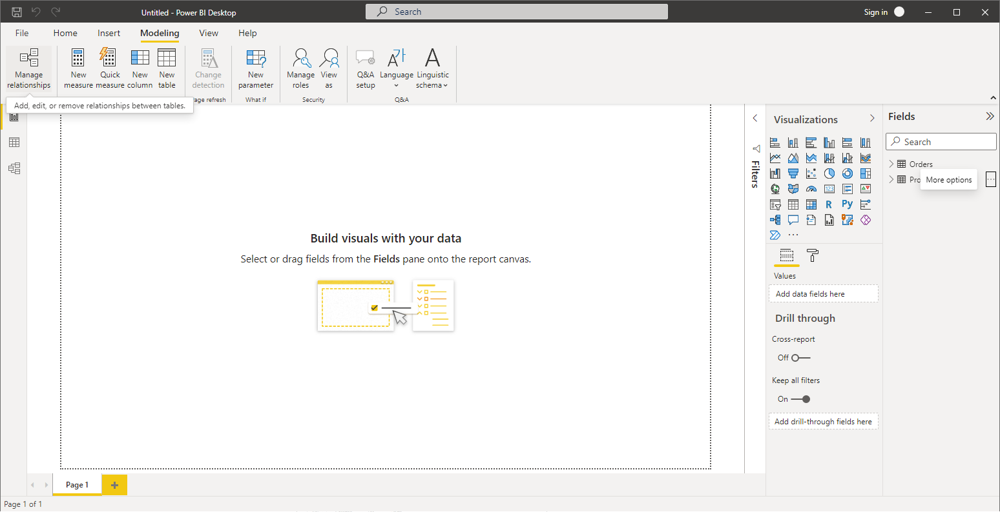 Untitled - Power BI Desktop
Search
Sign in
File Home Insert Modeling View Help
Manage relationships
New measure
Quick measure
New column
New table
Change detection
New parameter
Manage roles
View as
Q&A setup
Language
Linguistic schema
age refresh
What if
Security
Q&A
Add, edit, or remove relationships between tables.
Build visuals with your data
Select or drag fields from the Fields pane onto the report canvas.
Filters
Visualizations
123
R
Py
Values
Add data fields here
Drill through
Cross-report
Off
Keep all filters
On
Add drill-through fields here
Fields
Search
Orders
Pro
More options
Page 1
Page 1 of 1